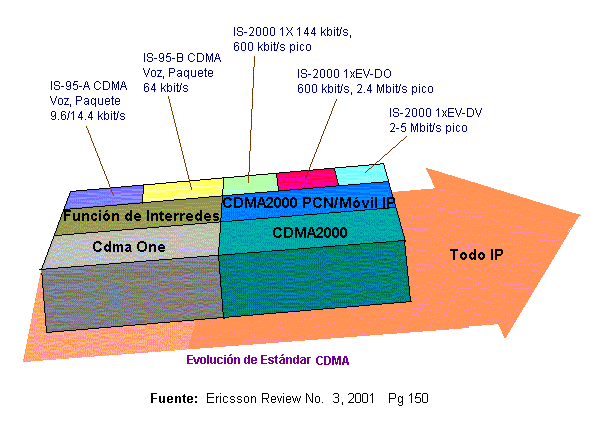 IS-2000 1X 144 kbit/s,
600 kbit/s pico
IS-95-B CDMA
Voz, Paquete
64 kbit/s
IS-2000 1xEV-DO
600 kbit/s, 2.4 Mbit/s pico
IS-95-A CDMA
Voz, Paquete
9.6/14.4 kbit/s
IS-2000 1xEV-DV
2-5 Mbit/s pico
Función de Interredes
CDMA2000 PCN/Móvil IP
Cdma One
CDMA2000
Todo IP
Evolución de Estándar CDMA
Fuente: Ericsson Review No. 3, 2001 Pg 150